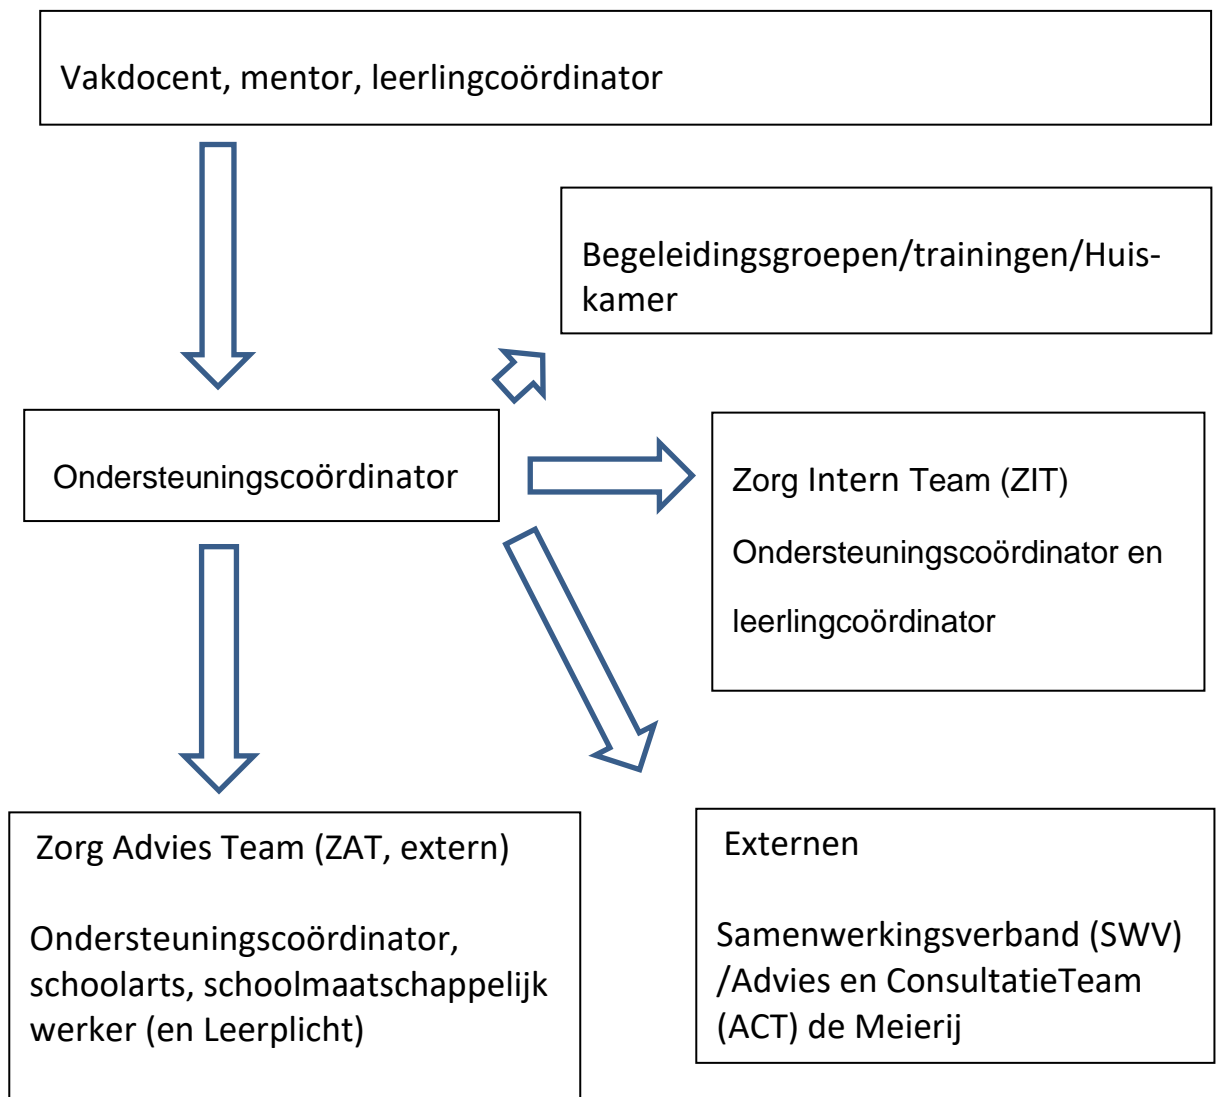 Vakdocent, mentor, leerlingcoördinator
Begeleidingsgroepen/trainingen/Huis-
kamer
Ondersteuningscoördinator
Zorg Intern Team (ZIT)
Ondersteuningscoördinator en
leerlingcoördinator
Zorg Advies Team (ZAT, extern)
Ondersteuningscoördinator,
schoolarts, schoolmaatschappelijk
werker (en Leerplicht)
Externen
Samenwerkingsverband (SWV)
/Advies en ConsultatieTeam
(ACT) de Meierij